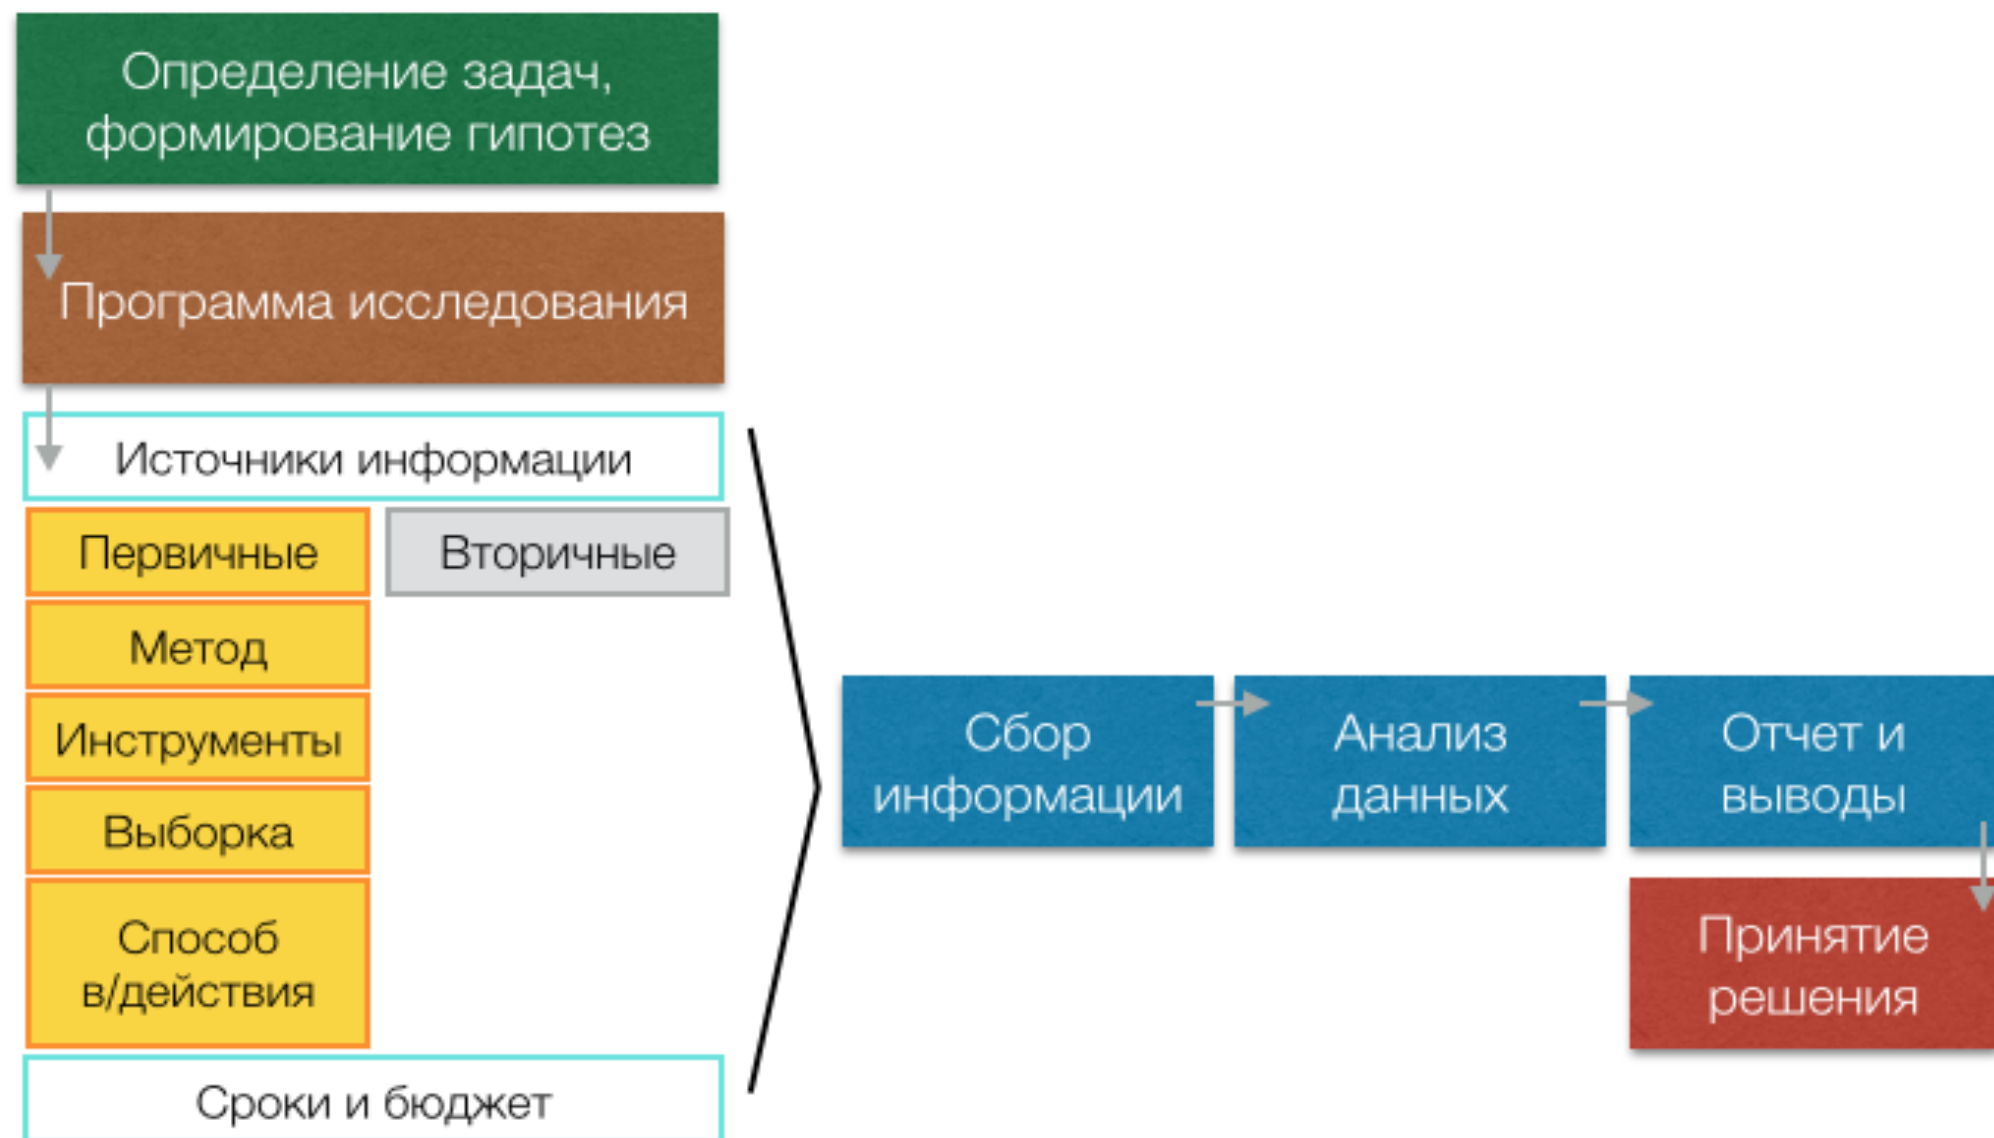 Определение задач,
формирование гипотез
Программа исследования
Источники информации
Первичные
Вторичные
Метод
Инструменты
Выборка
Способ
в/действия
Сроки и бюджет
Сбор
информации
Анализ
данных
Отчет и
выводы
Принятие
решения